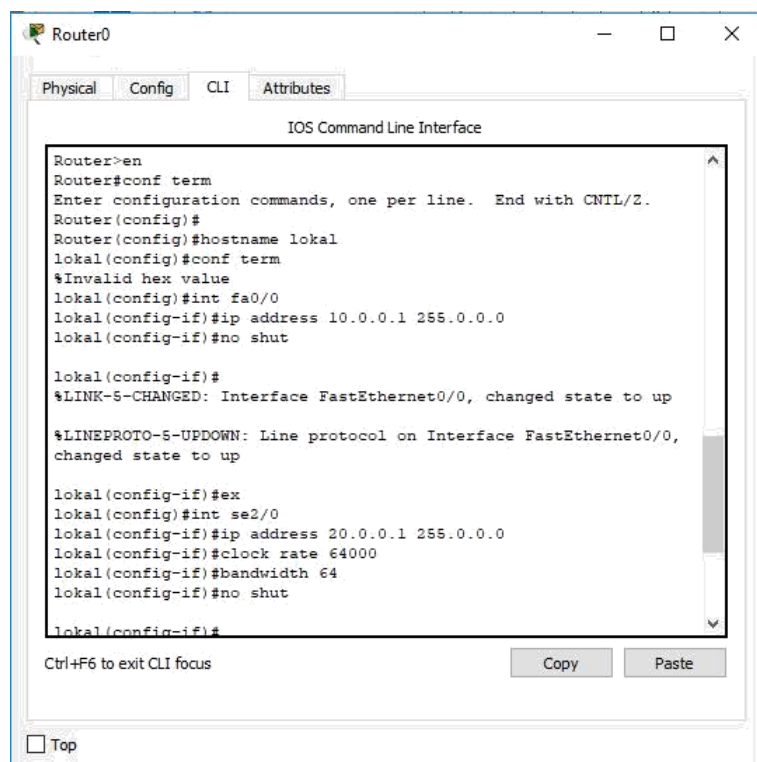 Router0
Physical Config CLI Attributes
IOS Command Line Interface
Router>en
Router#conf term
Enter configuration commands, one per line.  End with CNTL/Z.
Router(config)#
Router(config)#hostname lokal
lokal(config)#conf term
%Invalid hex value
lokal(config)#int fa0/0
lokal(config-if)#ip address 10.0.0.1 255.0.0.0
lokal(config-if)#no shut
lokal(config-if)#
%LINK-5-CHANGED: Interface FastEthernet0/0, changed state to up
%LINEPROTO-5-UPDOWN: Line protocol on Interface FastEthernet0/0,
changed state to up
lokal(config-if)#ex
lokal(config)#int se2/0
lokal(config-if)#ip address 20.0.0.1 255.0.0.0
lokal(config-if)#clock rate 64000
lokal(config-if)#bandwidth 64
lokal(config-if)#no shut
lokal(config-if)#
Ctrl+F6 to exit CLI focus
Copy Paste
Top